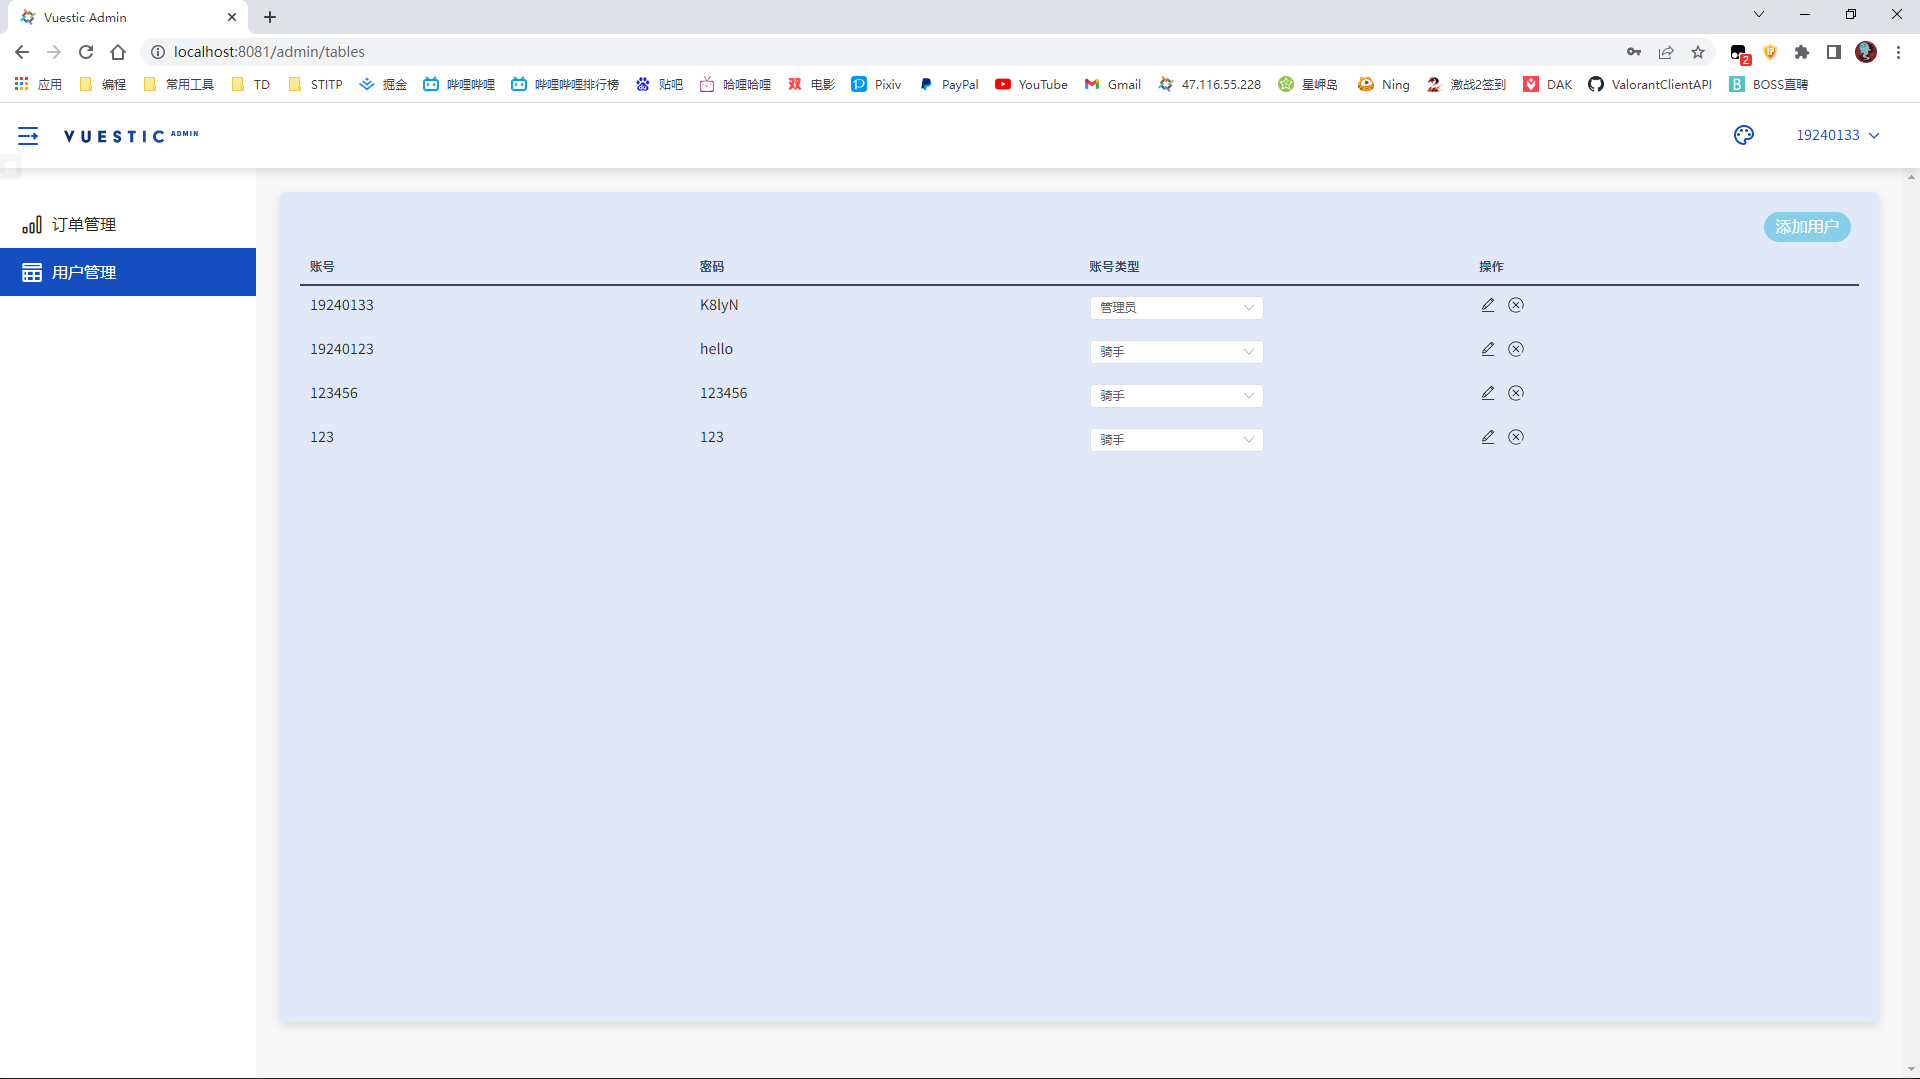 Vuestic Admin
localhost:8081/admin/tables
2
应用 编程 常用工具 TD STITP 掘金 哔哩哔哩 哔哩哔哩排行榜 贴吧 哈哩哈哩 双 电影 Pixiv PayPal YouTube Gmail 47.116.55.228 星岬岛 Ning 激战2签到 DAK ValorantClientAPI B BOSS直聘
VUESTIC ADMIN
19240133
订单管理
用户管理
添加用户
账号 密码 账号类型 操作
19240133 K8lyN 管理员
19240123 hello 骑手
123456 123456 骑手
123 123 骑手